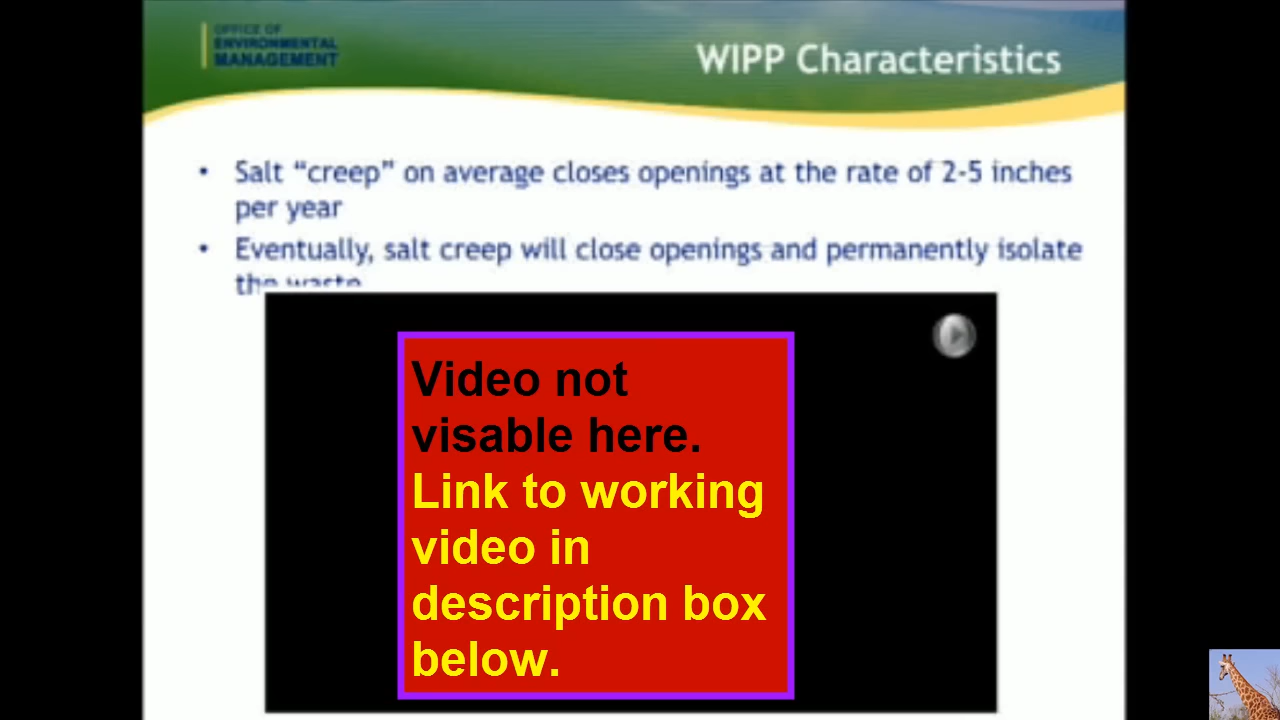 OFFICE OF
ENVIRONMENTAL
MANAGEMENT
WIPP Characteristics
• Salt “creep” on average closes openings at the rate of 2-5 inches
per year
• Eventually, salt creep will close openings and permanently isolate
the waste
Video not
visable here.
Link to working
video in
description box
below.